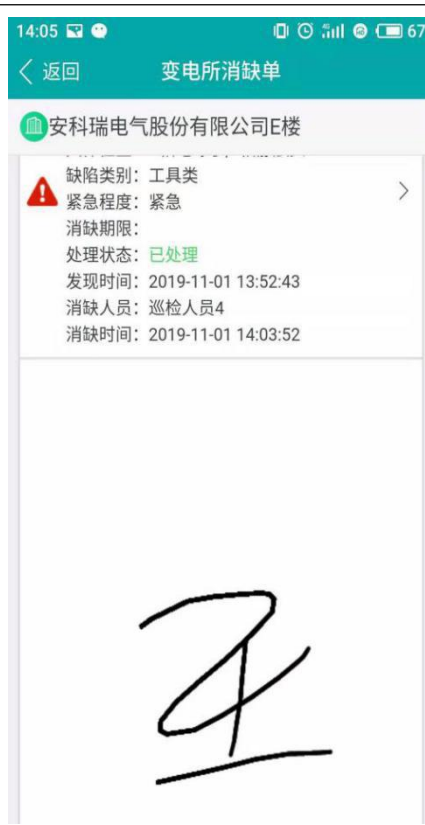 14:05 67
返回 变电所消缺单
安科瑞电气股份有限公司E楼
缺陷类别：工具类
紧急程度：紧急
消缺期限：
处理状态：已处理
发现时间：2019-11-01 13:52:43
消缺人员：巡检人员4
消缺时间：2019-11-01 14:03:52